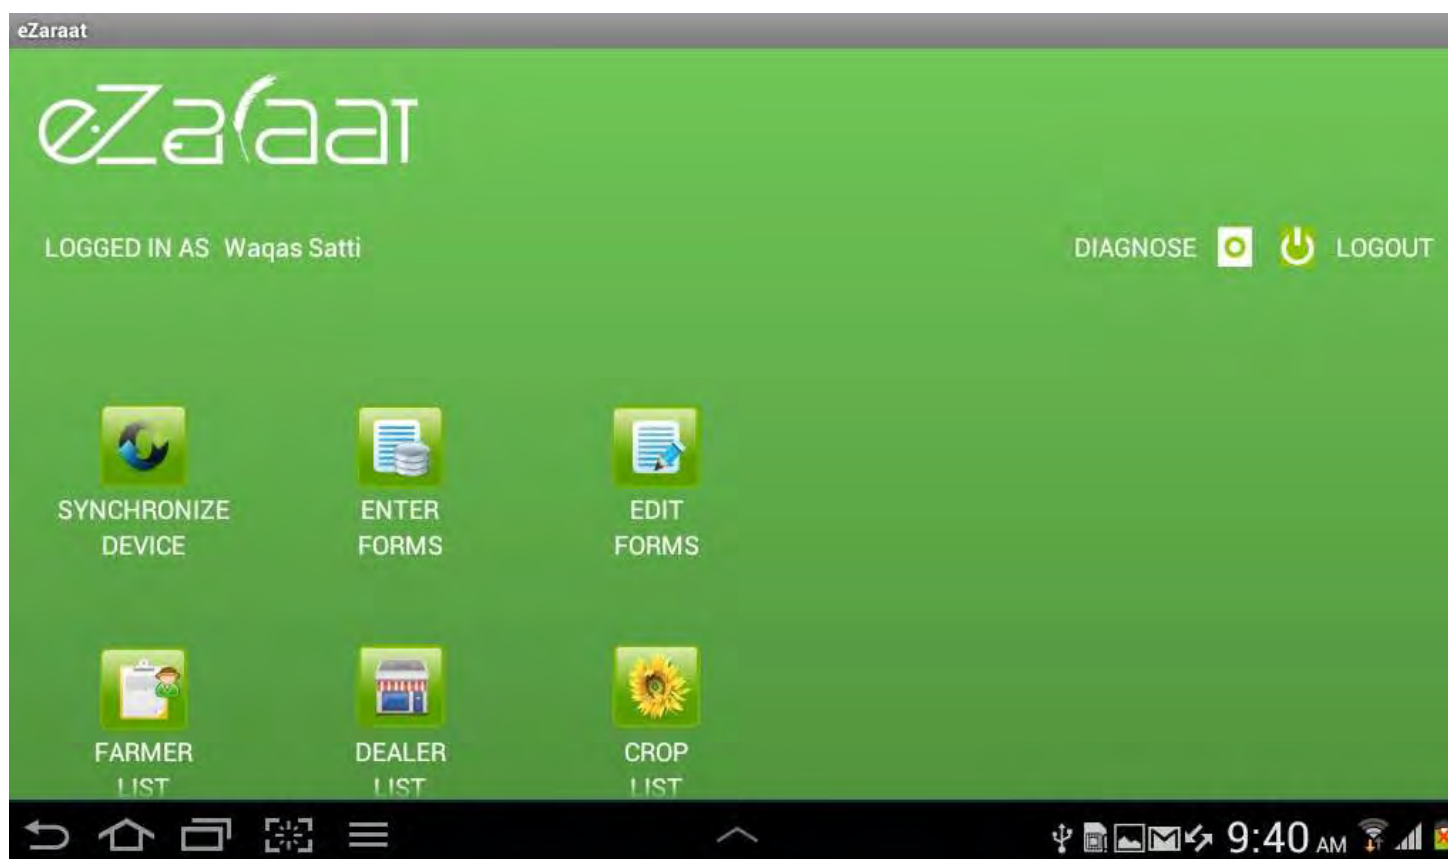 eZaraat
eZaraat
LOGGED IN AS Waqas Satti
DIAGNOSE LOGOUT
SYNCHRONIZE
DEVICE
ENTER
FORMS
EDIT
FORMS
FARMER
LIST
DEALER
LIST
CROP
LIST
9:40 AM